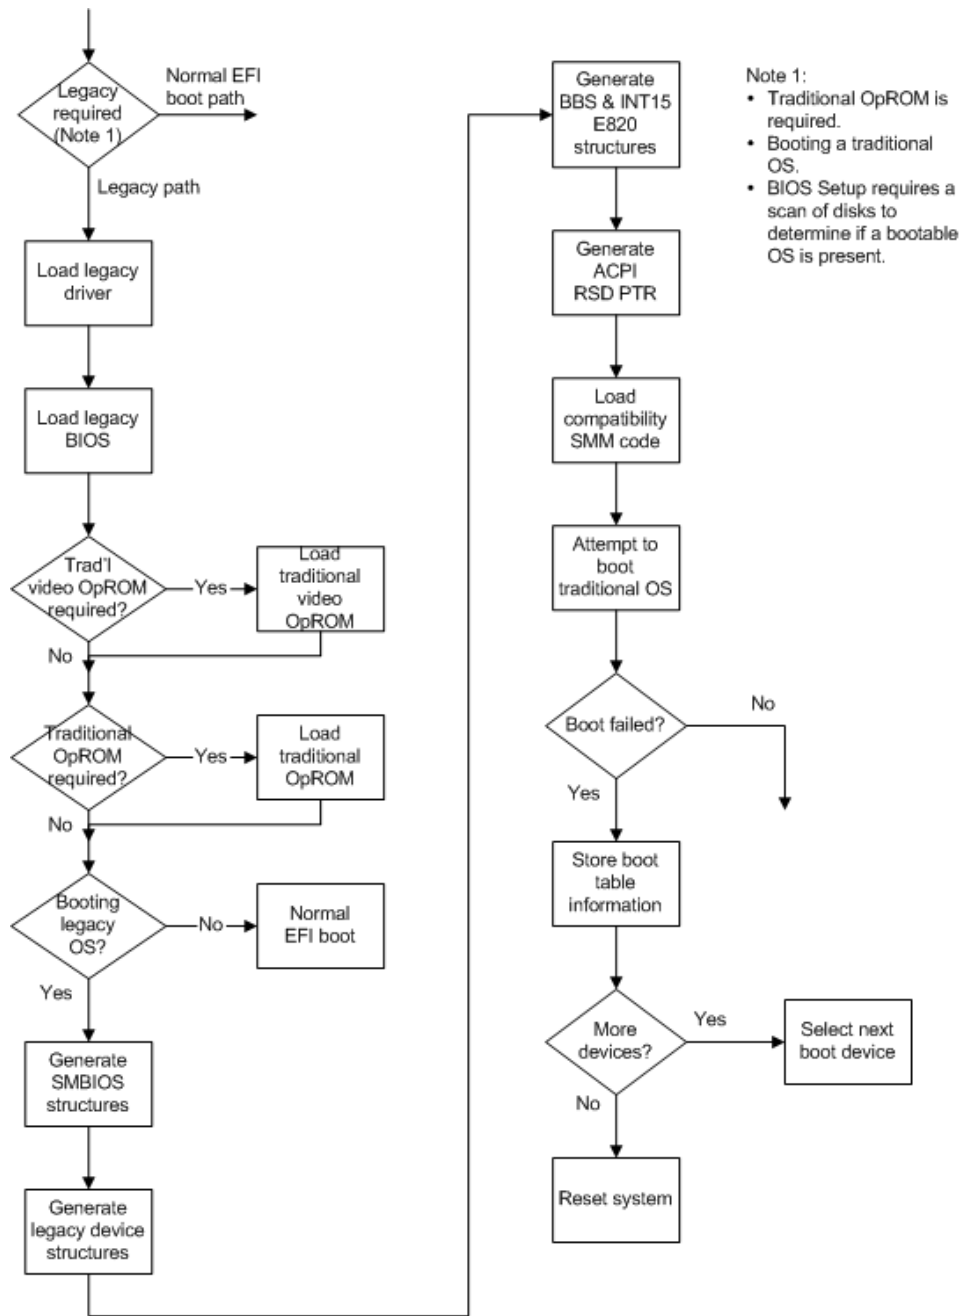 Legacy
required
(Note 1)
Normal EFI
boot path
Legacy path
Load legacy
driver
Load legacy
BIOS
Trad'l
video OpROM
required?
Yes
Load
traditional
video
OpROM
No
Traditional
OpROM
required?
Yes
Load
traditional
OpROM
No
Booting
legacy
OS?
No
Normal
EFI boot
Yes
Generate
SMBIOS
structures
Generate
legacy device
structures
Generate
BBS & INT15
E820
structures
Generate
ACPI
RSD PTR
Load
compatibility
SMM code
Attempt to
boot
traditional OS
Boot failed?
No
Yes
Store boot
table
information
More
devices?
Yes
Select next
boot device
No
Reset system
Note 1:
• Traditional OpROM is
required.
• Booting a traditional
OS.
• BIOS Setup requires a
scan of disks to
determine if a bootable
OS is present.